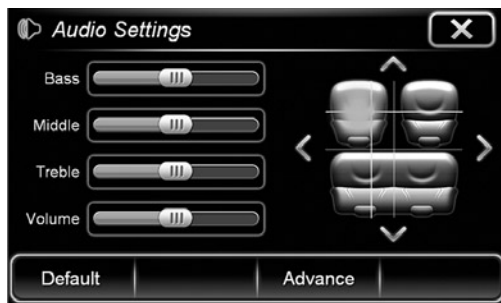 Audio Settings
Bass
Middle
Treble
Volume
Default
Advance